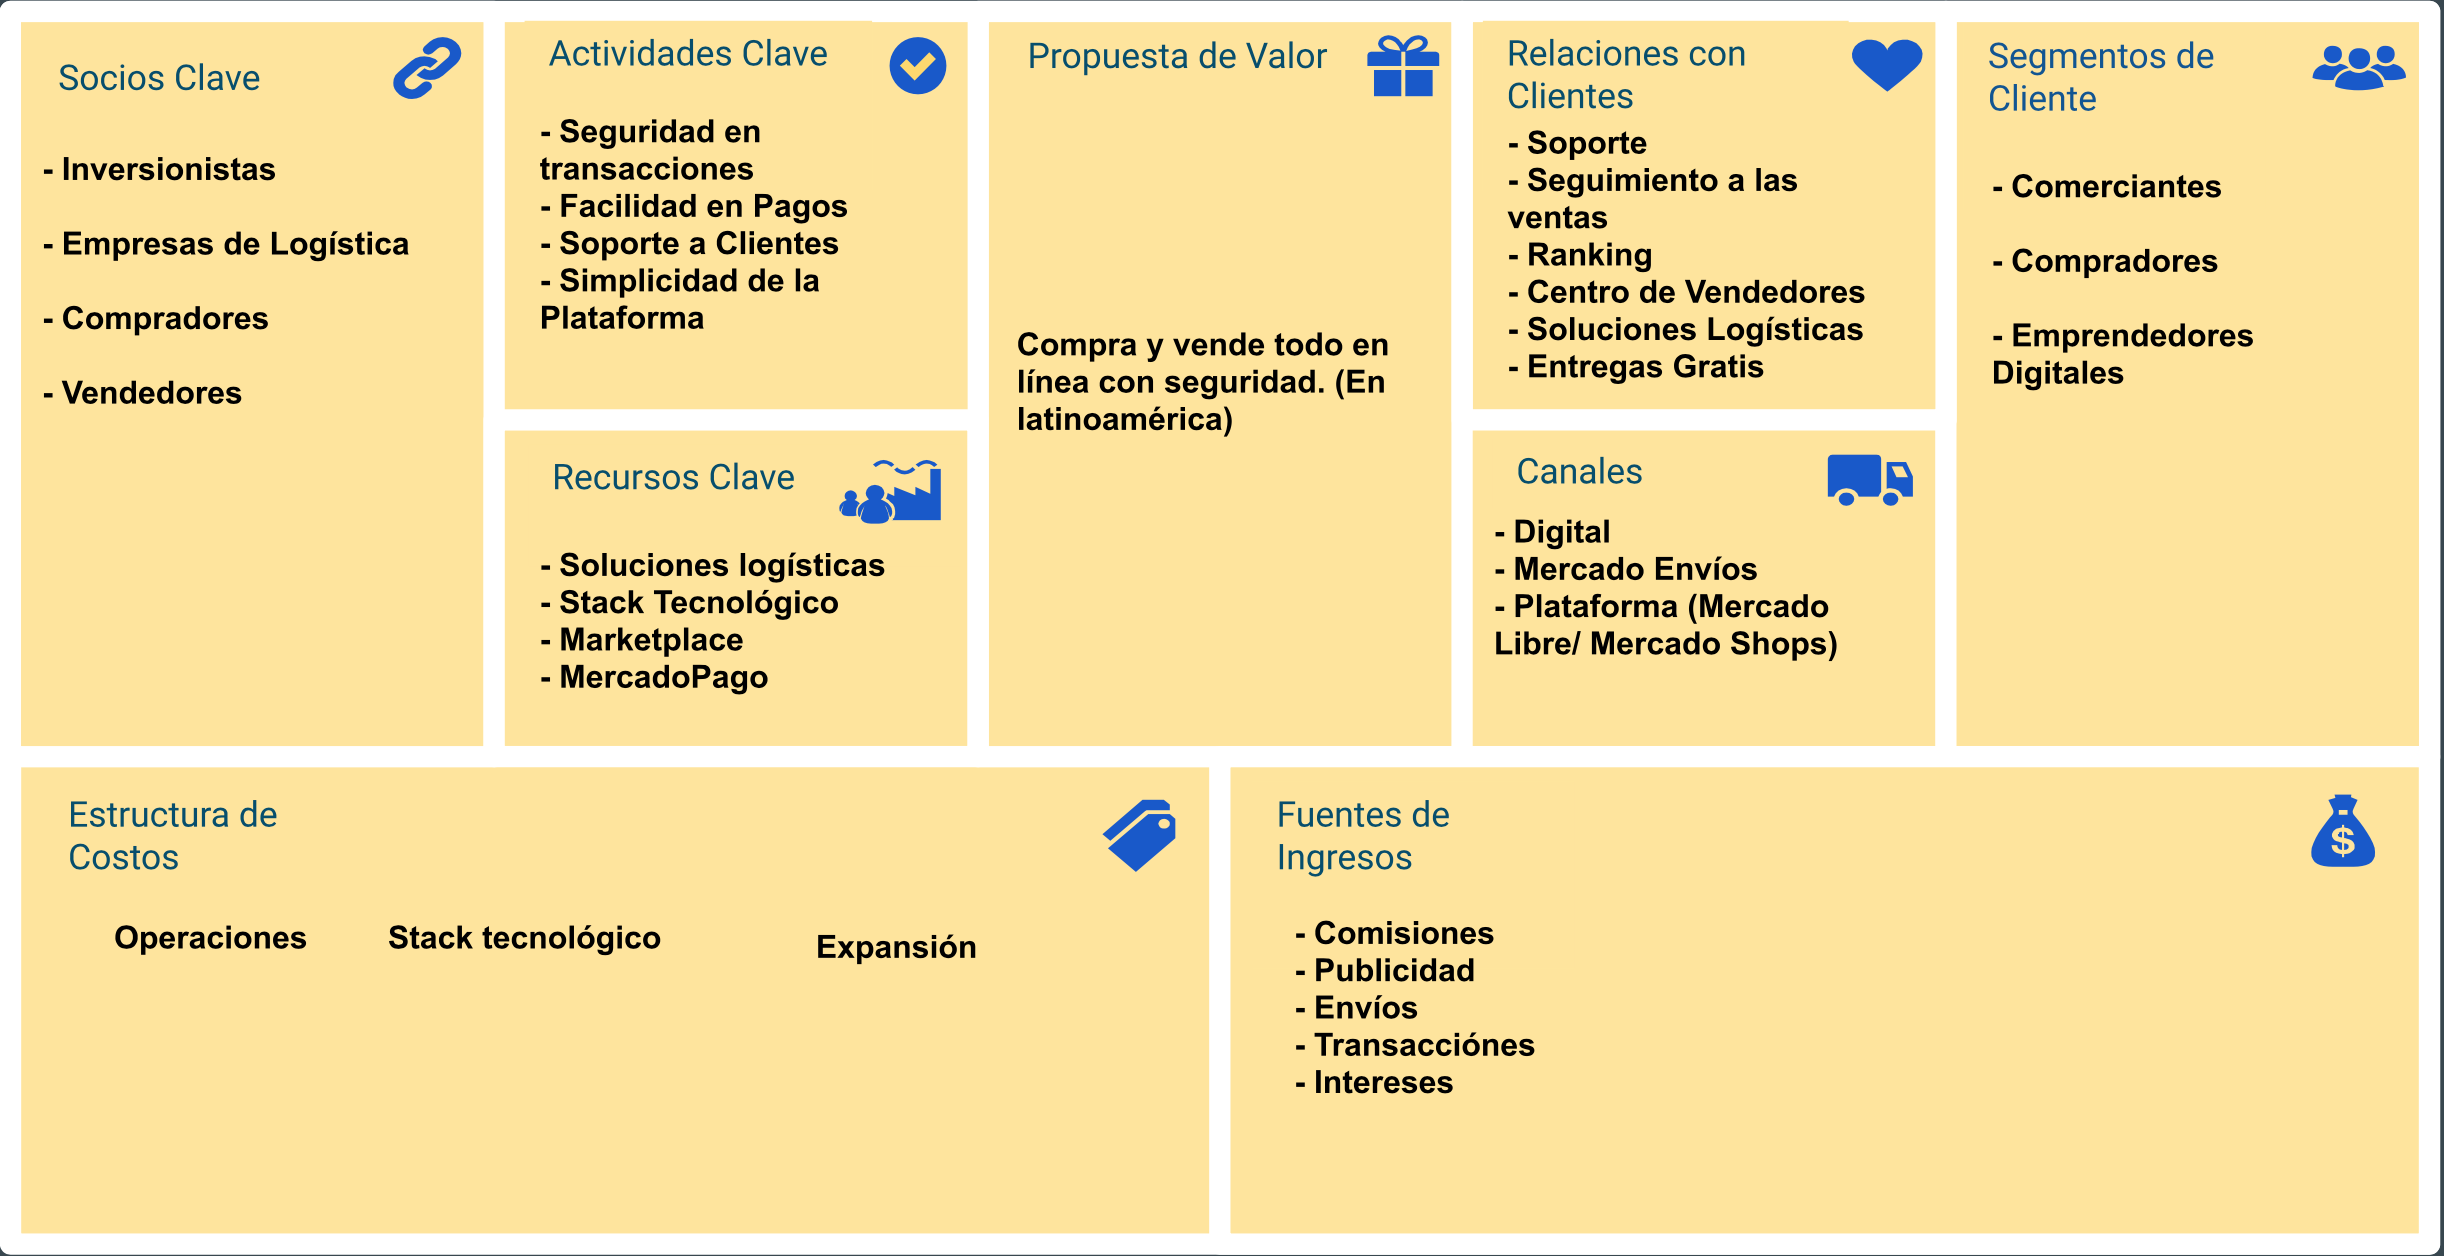 Socios Clave
- Inversionistas
- Empresas de Logística
- Compradores
- Vendedores
Actividades Clave
- Seguridad en
transacciones
- Facilidad en Pagos
- Soporte a Clientes
- Simplicidad de la
Plataforma
Recursos Clave
- Soluciones logísticas
- Stack Tecnológico
- Marketplace
- MercadoPago
Propuesta de Valor
Compra y vende todo en
línea con seguridad. (En
latinoamérica)
Relaciones con
Clientes
- Soporte
- Seguimiento a las
ventas
- Ranking
- Centro de Vendedores
- Soluciones Logísticas
- Entregas Gratis
Canales
- Digital
- Mercado Envíos
- Plataforma (Mercado
Libre/ Mercado Shops)
Segmentos de
Cliente
- Comerciantes
- Compradores
- Emprendedores
Digitales
Estructura de
Costos
Operaciones
Stack tecnológico
Expansión
Fuentes de
Ingresos
$
- Comisiones
- Publicidad
- Envíos
- Transacciónes
- Intereses